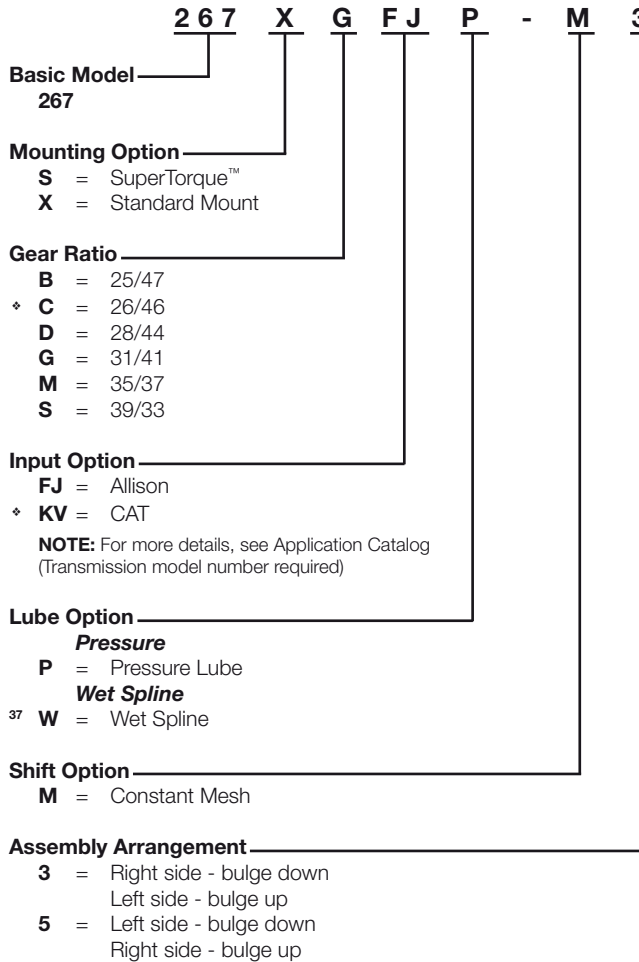 267 X G FJ P - M 3
Basic Model
267
Mounting Option
S = SuperTorque™
X = Standard Mount
Gear Ratio
B = 25/47
❖ C = 26/46
D = 28/44
G = 31/41
M = 35/37
S = 39/33
Input Option
FJ = Allison
❖ KV = CAT
NOTE: For more details, see Application Catalog
(Transmission model number required)
Lube Option
Pressure
P = Pressure Lube
Wet Spline
37 W = Wet Spline
Shift Option
M = Constant Mesh
Assembly Arrangement
3 = Right side - bulge down
Left side - bulge up
5 = Left side - bulge down
Right side - bulge up